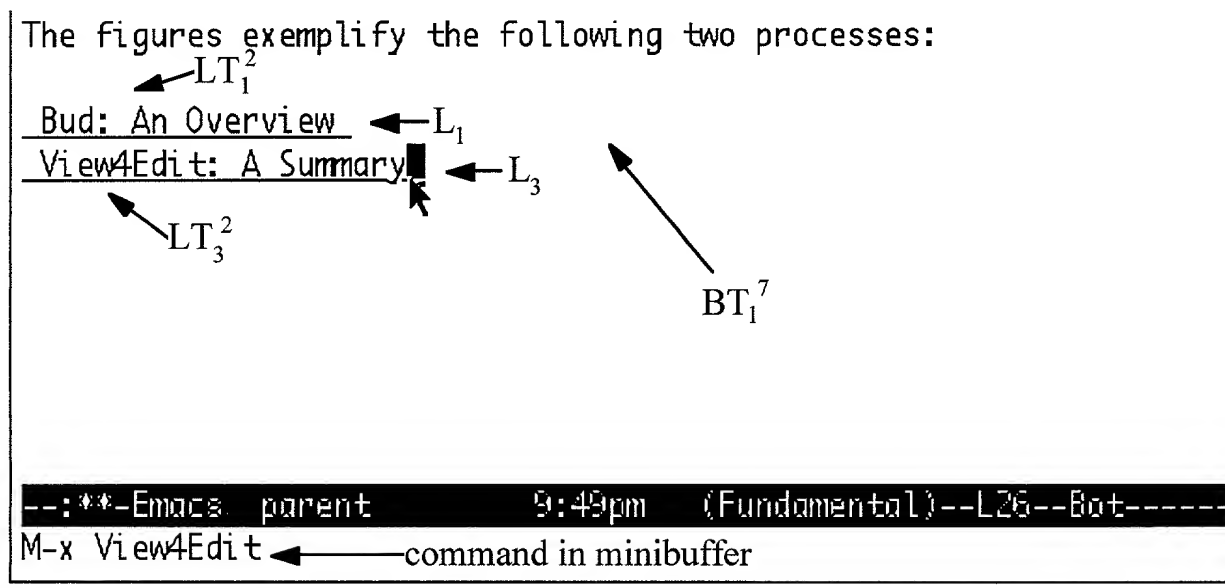 The figures exemplify the following two processes:
LT₁²
Bud: An Overview L₁
View4Edit: A Summary L₃
LT₃²
BT₁⁷
--:**-Emacs parent 9:49pm (Fundamental)--L26--Bot------
M-x View4Edit command in minibuffer